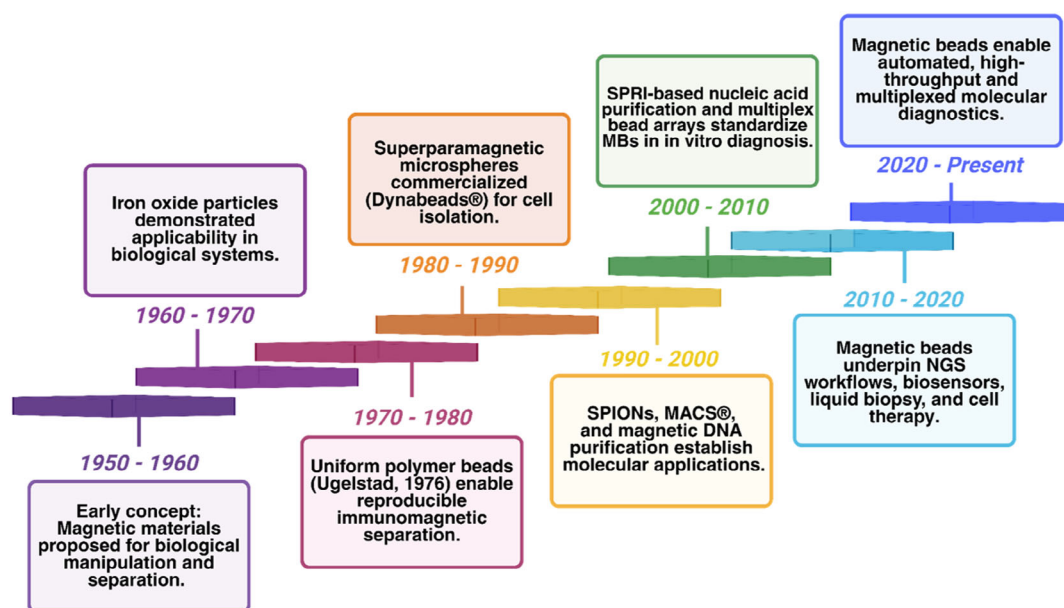 Early concept:
Magnetic materials
proposed for biological
manipulation and
separation.
1950 - 1960
Iron oxide particles
demonstrated
applicability in
biological systems.
1960 - 1970
1970 - 1980
Uniform polymer beads
(Ugelstad, 1976) enable
reproducible
immunomagnetic
separation.
Superparamagnetic
microspheres
commercialized
(Dynabeads®) for cell
isolation.
1980 - 1990
1990 - 2000
SPIONs, MACS®,
and magnetic DNA
purification establish
molecular applications.
SPRI-based nucleic acid
purification and multiplex
bead arrays standardize
MBs in in vitro diagnosis.
2000 - 2010
2010 - 2020
Magnetic beads
underpin NGS
workflows, biosensors,
liquid biopsy, and cell
therapy.
Magnetic beads enable
automated, high-
throughput and
multiplexed molecular
diagnostics.
2020 - Present